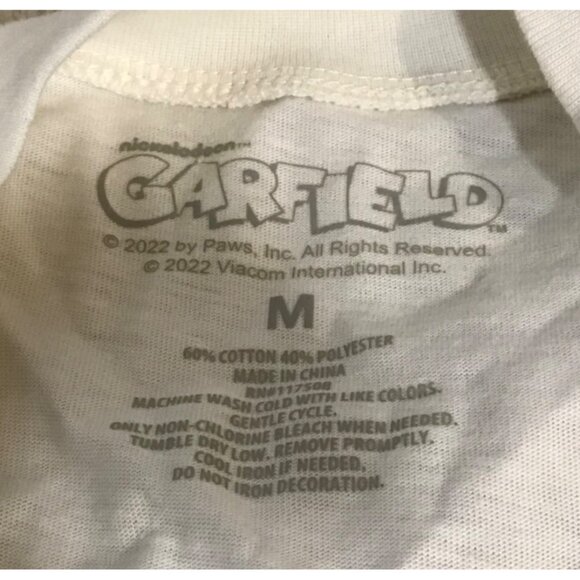 nickelodeon™
GARFIELD™
© 2022 by Paws, Inc. All Rights Reserved.
© 2022 Viacom International Inc.
M
60% COTTON 40% POLYESTER
MADE IN CHINA
RN#117508
MACHINE WASH COLD WITH LIKE COLORS.
GENTLE CYCLE.
ONLY NON-CHLORINE BLEACH WHEN NEEDED.
TUMBLE DRY LOW. REMOVE PROMPTLY.
COOL IRON IF NEEDED.
DO NOT IRON DECORATION.